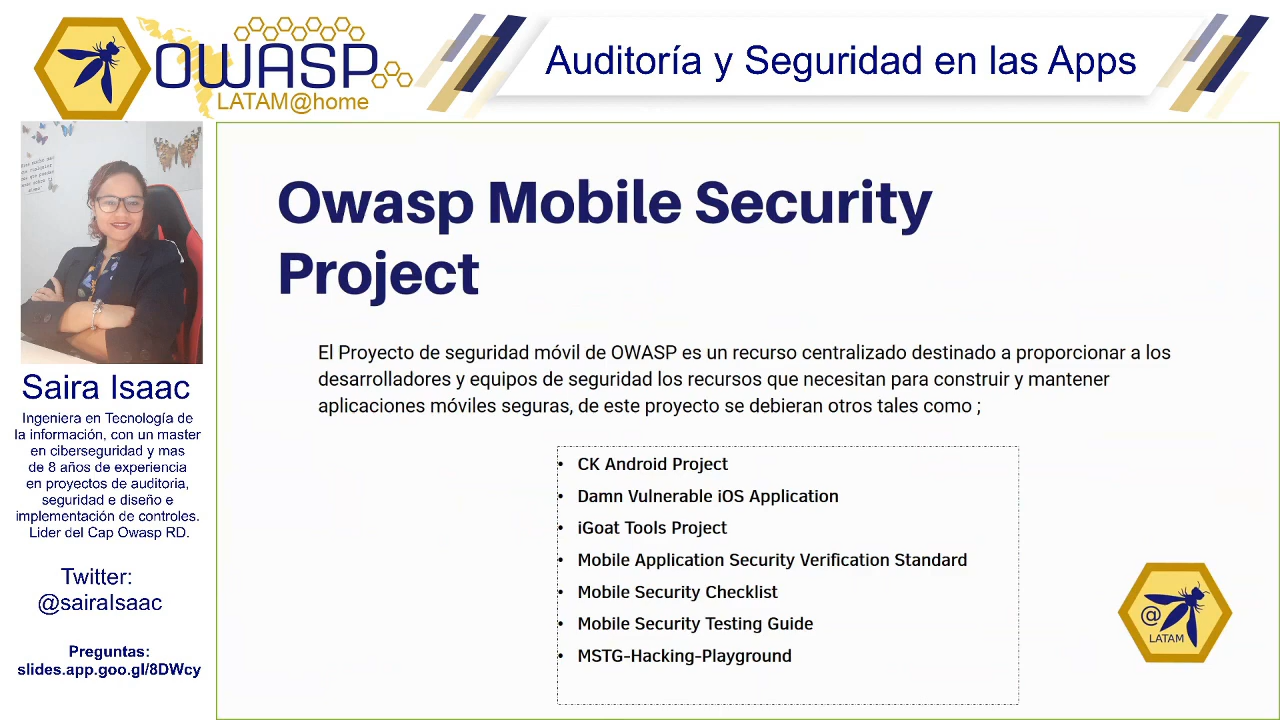 OWASP
LATAM@home
Auditoría y Seguridad en las Apps
Owasp Mobile Security
Project
El Proyecto de seguridad móvil de OWASP es un recurso centralizado destinado a proporcionar a los
desarrolladores y equipos de seguridad los recursos que necesitan para construir y mantener
aplicaciones móviles seguras, de este proyecto se debieran otros tales como ;
• CK Android Project
• Damn Vulnerable iOS Application
• iGoat Tools Project
• Mobile Application Security Verification Standard
• Mobile Security Checklist
• Mobile Security Testing Guide
• MSTG-Hacking-Playground
@
LATAM
Saira Isaac
Ingeniera en Tecnología de
la información, con un master
en ciberseguridad y mas
de 8 años de experiencia
en proyectos de auditoria,
seguridad e diseño e
implementación de controles.
Lider del Cap Owasp RD.
Twitter:
@sairaIsaac
Preguntas:
slides.app.goo.gl/8DWcy